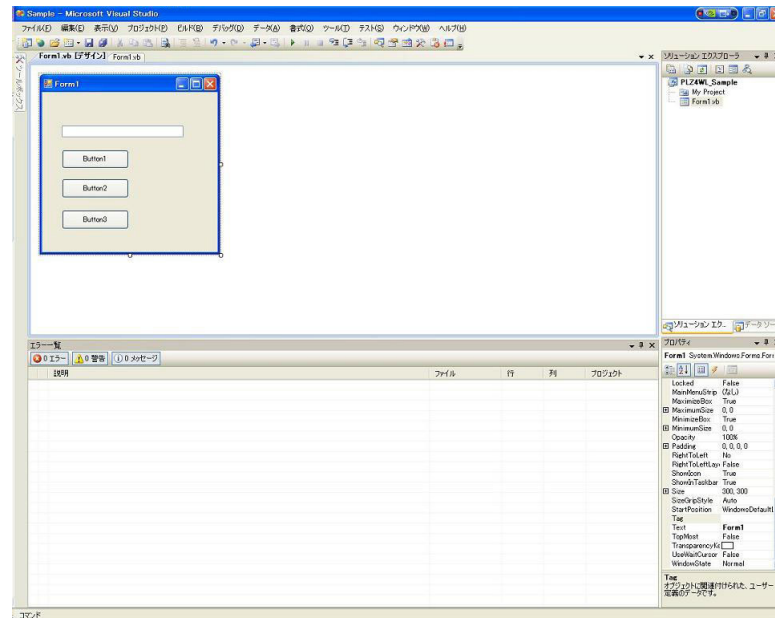 Sample - Microsoft Visual Studio
ファイル(F) 編集(E) 表示(V) プロジェクト(P) ビルド(B) デバッグ(D) データ(A) 書式(O) ツール(T) テスト(S) ウィンドウ(W) ヘルプ(H)
Form1.vb [デザイン] Form1.vb
ツールボックス
Form1
Button1
Button2
Button3
ソリューション エクスプローラ
PLZ4WL_Sample
My Project
Form1.vb
ソリューション エク... データ ソー
エラー一覧
0 エラー 0 警告 0 メッセージ
説明 ファイル 行 列 プロジェクト
プロパティ
Form1 System.Windows.Forms.For
Locked False
MainMenuStrip (なし)
MaximizeBox True
MaximumSize 0, 0
MinimizeBox True
MinimumSize 0, 0
Opacity 100%
Padding 0, 0, 0, 0
RightToLeft No
RightToLeftLay False
ShowIcon True
ShowInTaskbar True
Size 300, 300
SizeGripStyle Auto
StartPosition WindowsDefaultL
Tag
Text Form1
TopMost False
TransparencyKe
UseWaitCursor False
WindowState Normal
Tag
オブジェクトに関連付けられた、ユーザー
定義のデータです。
コマンド